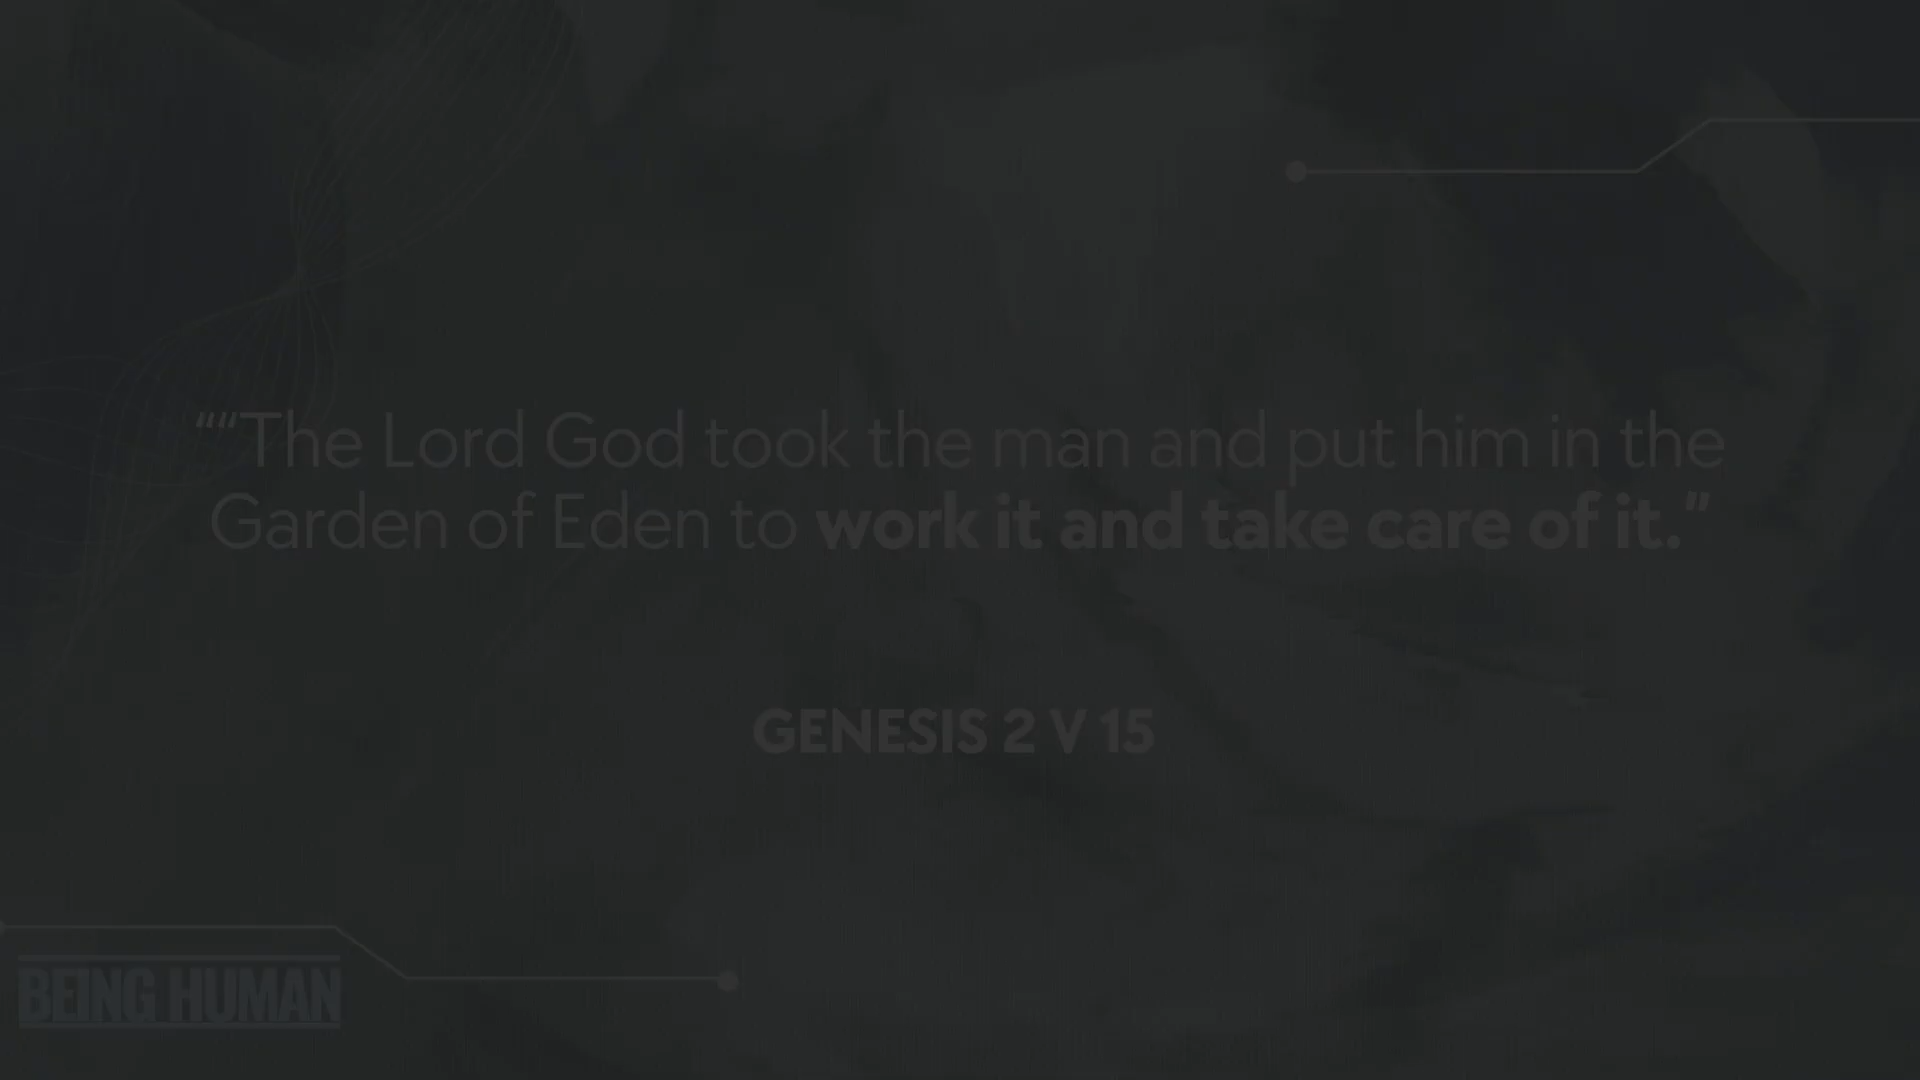 ““The Lord God took the man and put him in the
Garden of Eden to work it and take care of it.”
GENESIS 2 V 15
BEING HUMAN